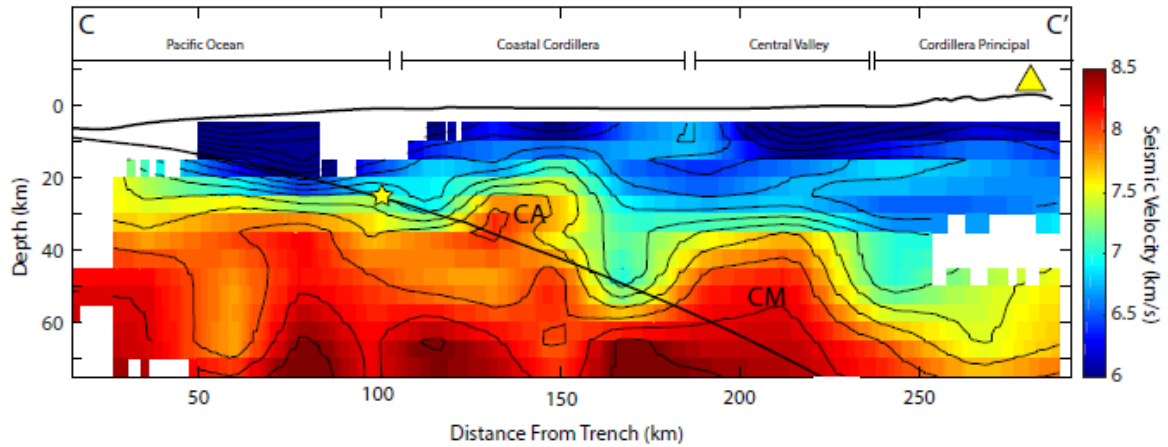 C
C'
Pacific Ocean
Coastal Cordillera
Central Valley
Cordillera Principal
0
20
40
60
Depth (km)
CA
CM
50
100
150
200
250
Distance From Trench (km)
8.5
8
7.5
7
6.5
6
Seismic Velocity (km/s)